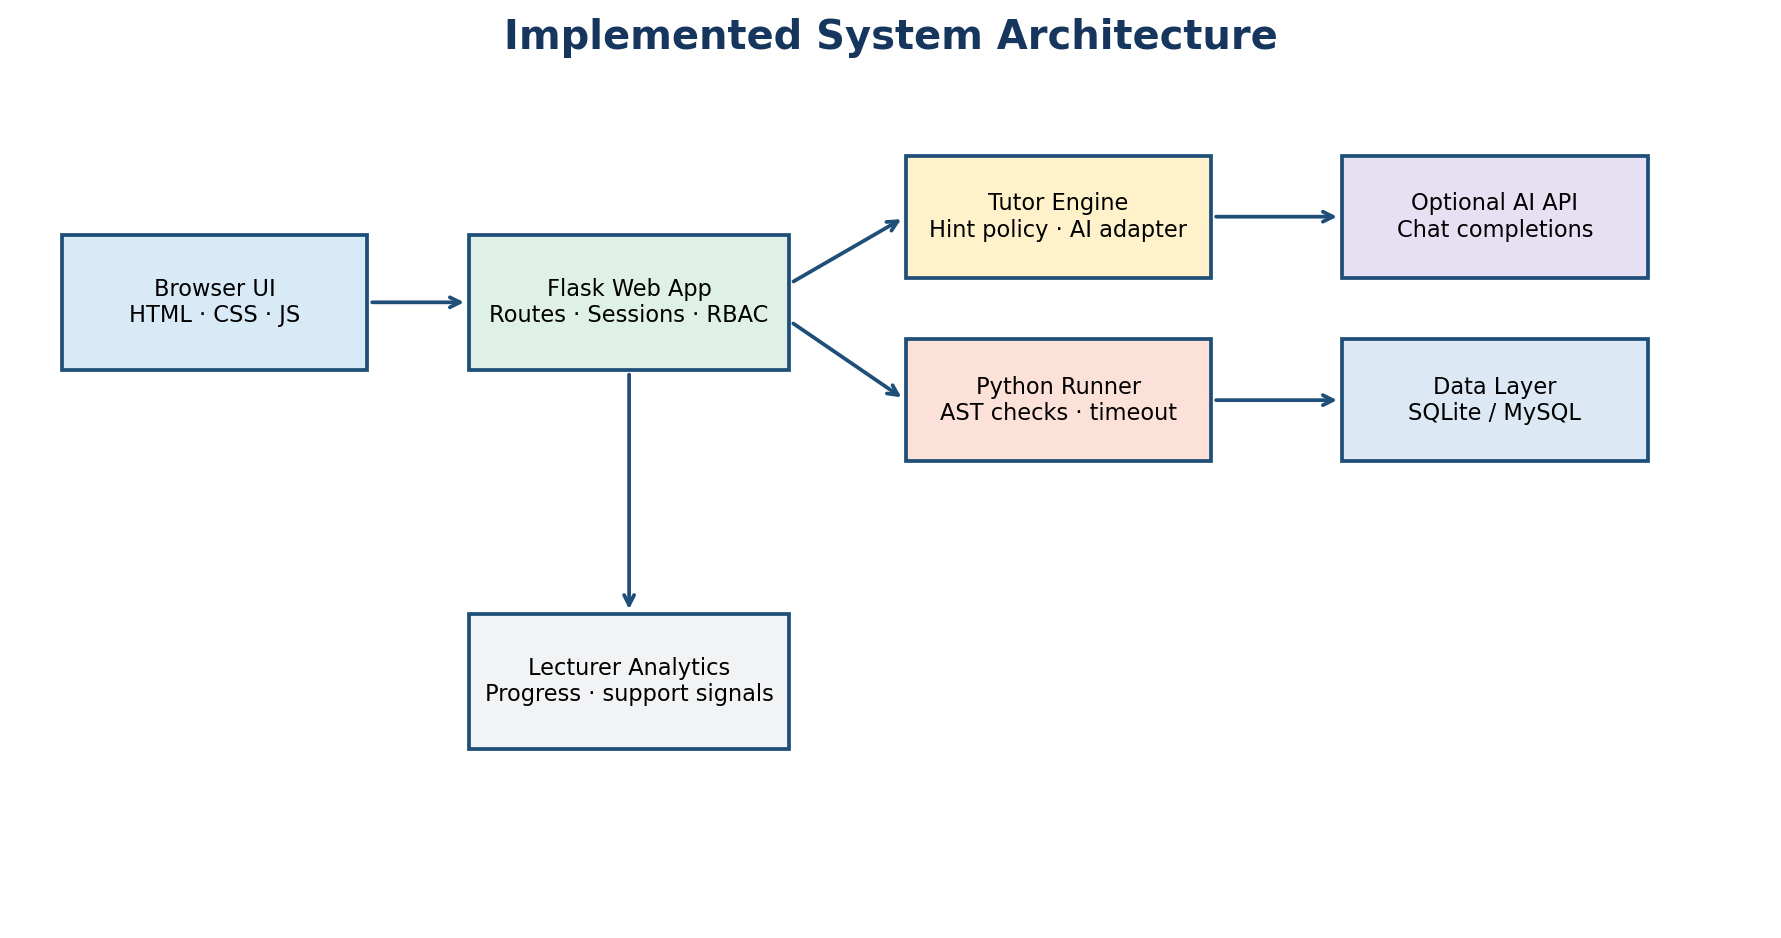 Implemented System Architecture
Tutor Engine
Hint policy · AI adapter
Optional AI API
Chat completions
Browser UI
HTML · CSS · JS
Flask Web App
Routes · Sessions · RBAC
Python Runner
AST checks · timeout
Data Layer
SQLite / MySQL
Lecturer Analytics
Progress · support signals